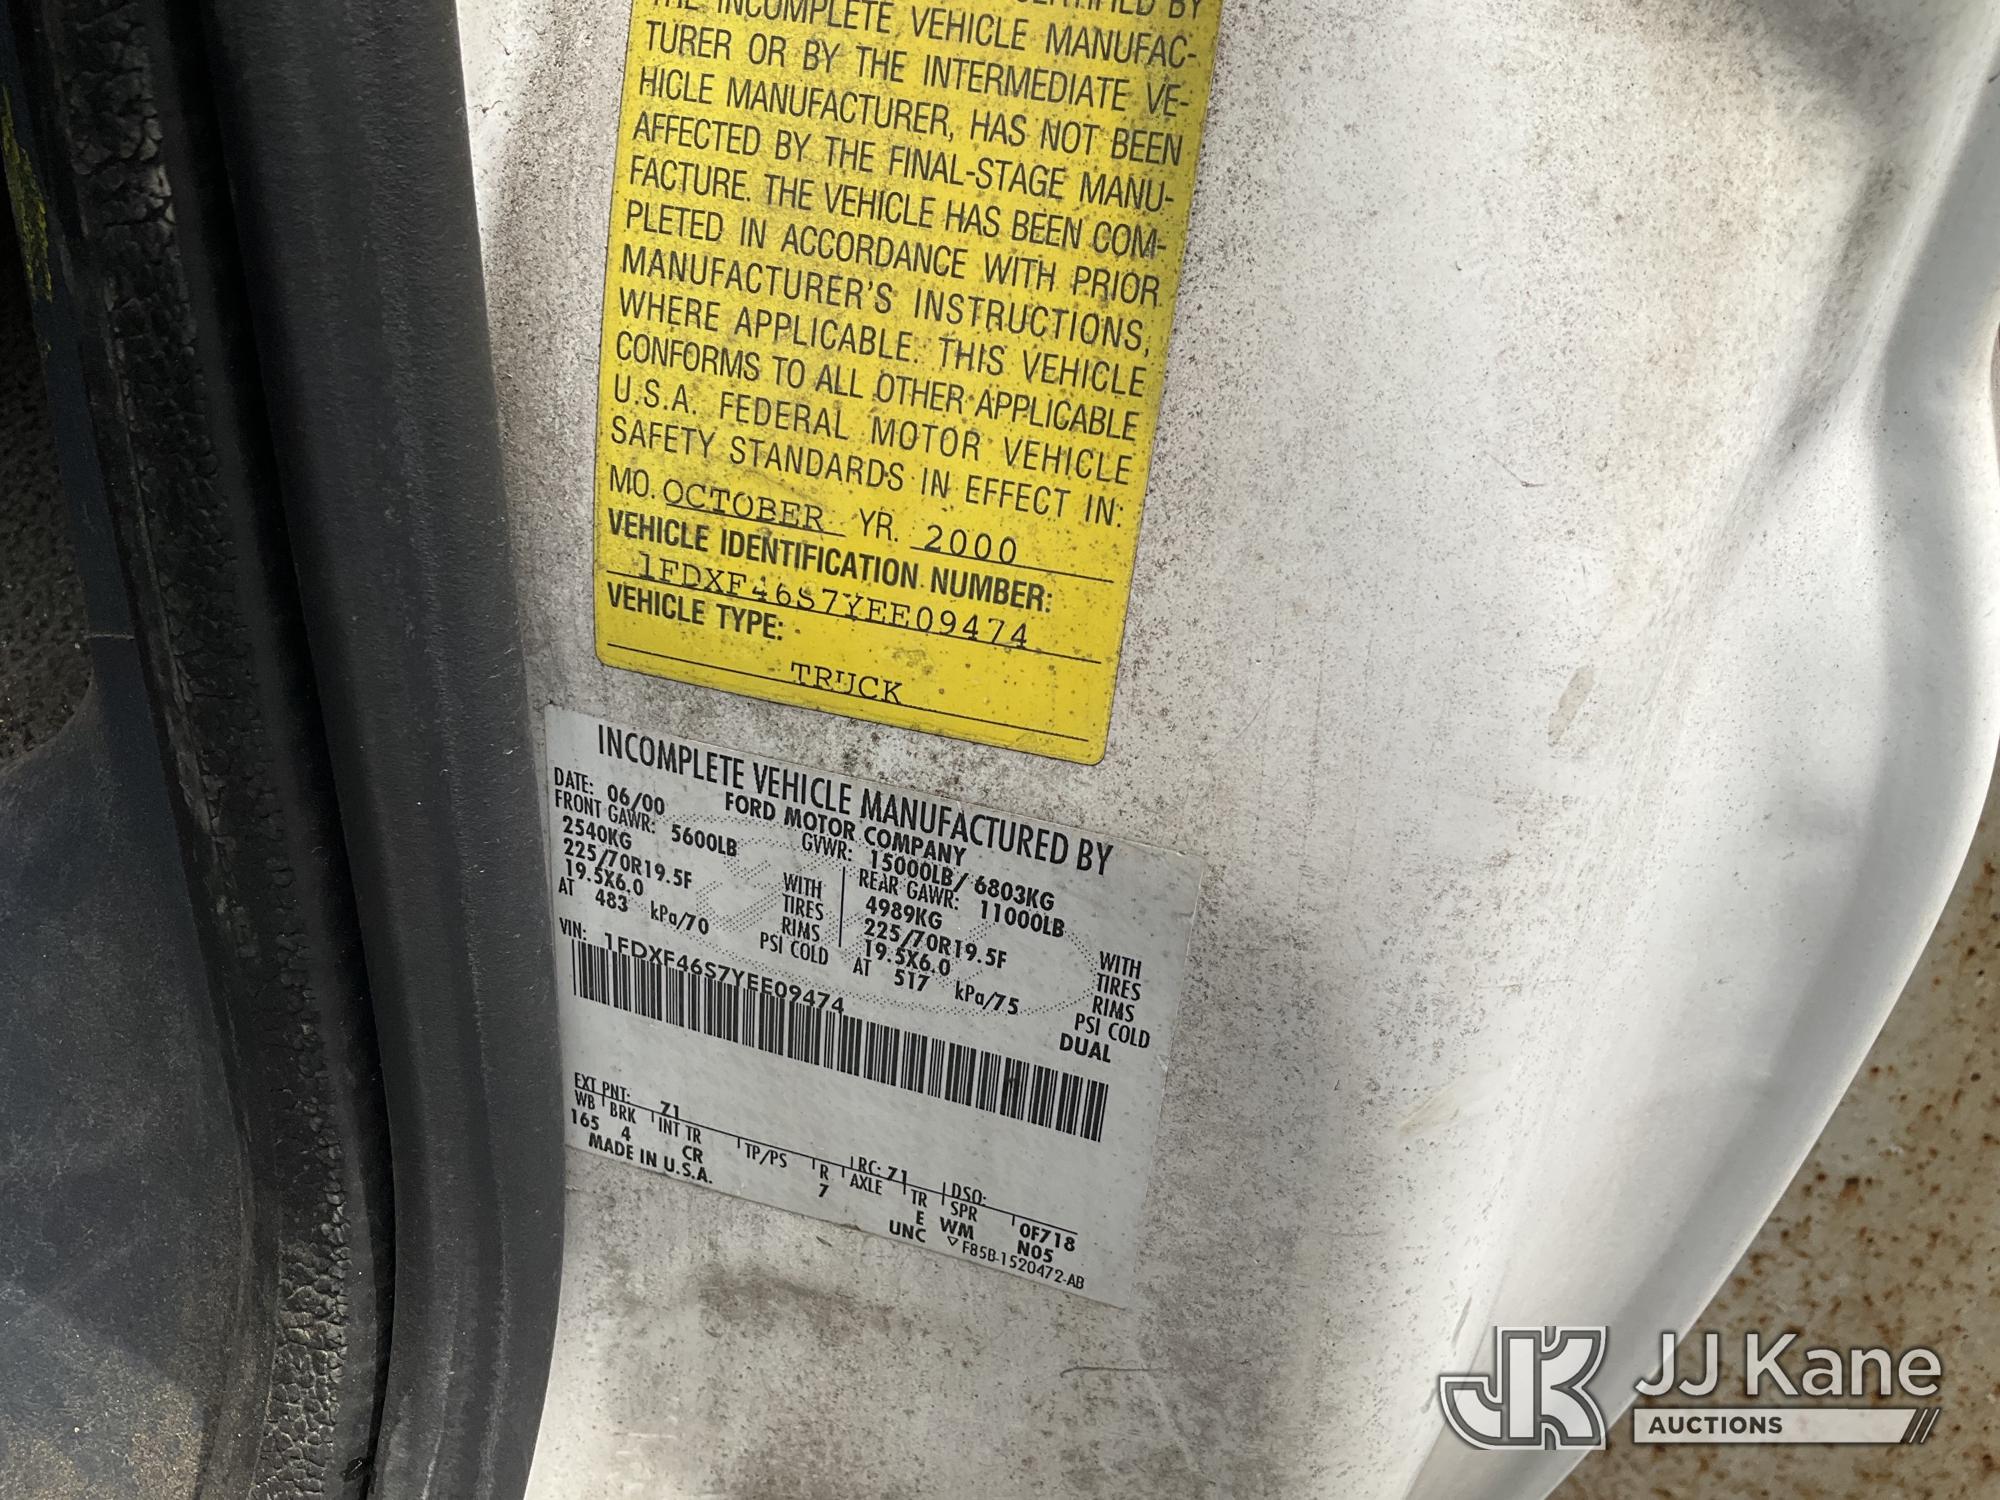 CERTIFIED BY
THE INCOMPLETE VEHICLE MANUFAC-
TURER OR BY THE INTERMEDIATE VE-
HICLE MANUFACTURER, HAS NOT BEEN
AFFECTED BY THE FINAL-STAGE MANU-
FACTURE. THE VEHICLE HAS BEEN COM-
PLETED IN ACCORDANCE WITH PRIOR
MANUFACTURER'S INSTRUCTIONS,
WHERE APPLICABLE. THIS VEHICLE
CONFORMS TO ALL OTHER APPLICABLE
U.S.A. FEDERAL MOTOR VEHICLE
SAFETY STANDARDS IN EFFECT IN:
MO. OCTOBER YR. 2000
VEHICLE IDENTIFICATION NUMBER:
1FDXF46S7YEE09474
VEHICLE TYPE:
TRUCK
INCOMPLETE VEHICLE MANUFACTURED BY
FORD MOTOR COMPANY
DATE: 06/00 GVWR: 15000LB/ 6803KG
FRONT GAWR: 5600LB REAR GAWR: 11000LB
2540KG WITH 4989KG WITH
225/70R19.5F TIRES 225/70R19.5F TIRES
19.5X6.0 RIMS 19.5X6.0 RIMS
AT 483 kPa/70 PSI COLD AT 517 kPa/75 PSI COLD
DUAL
VIN: 1FDXF46S7YEE09474
EXT PNT: Z1 RC: 71 DSO:
WB BRK INT TR TP/PS R AXLE TR SPR 0F718
165 4 CR 7 E WM N05
MADE IN U.S.A. UNC ▽ F85B-1520472-AB
JK JJ Kane
AUCTIONS